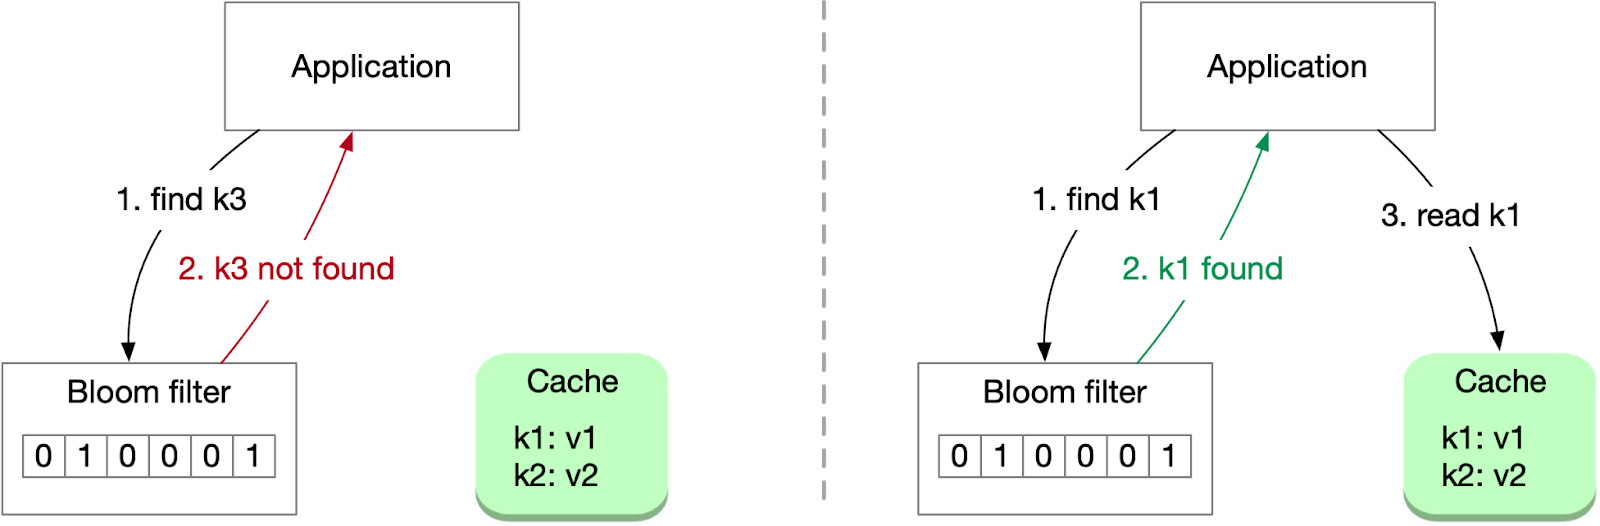 Application
1. find k3
2. k3 not found
Bloom filter
0 1 0 0 0 1
Cache
k1: v1
k2: v2
Application
1. find k1
3. read k1
2. k1 found
Bloom filter
0 1 0 0 0 1
Cache
k1: v1
k2: v2